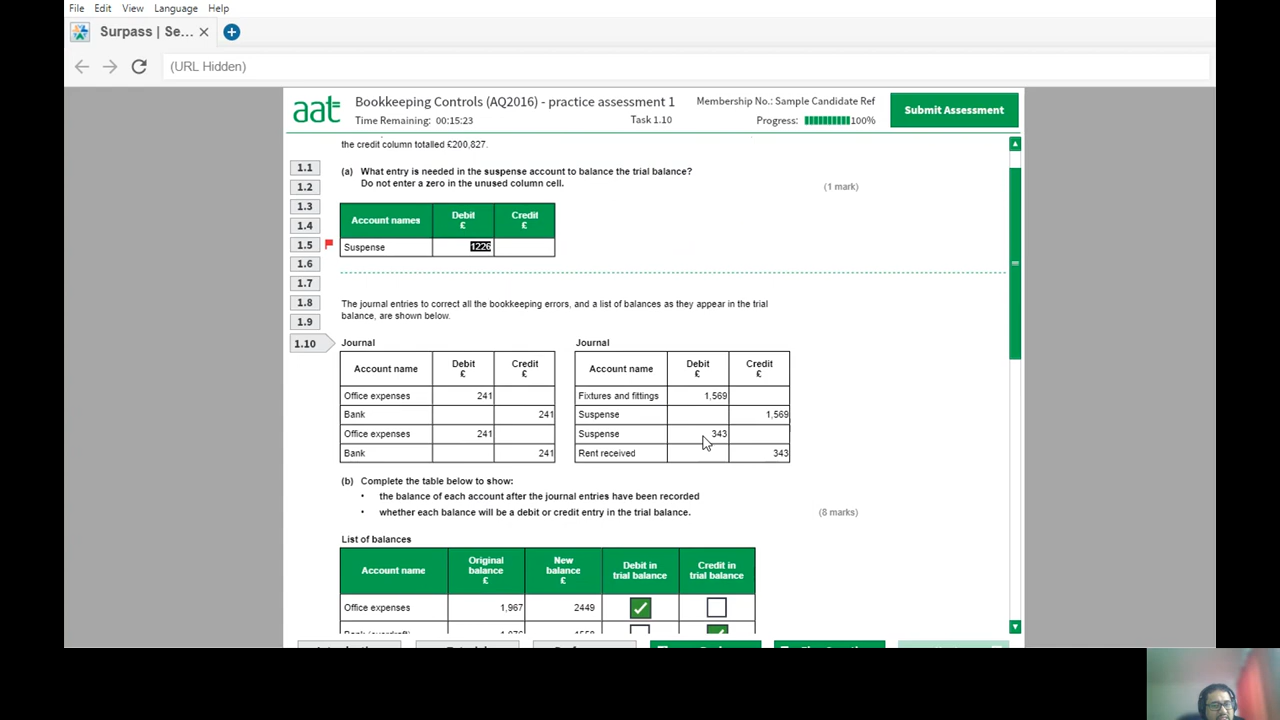 File Edit View Language Help
Surpass | Se...
(URL Hidden)
aat
Bookkeeping Controls (AQ2016) - practice assessment 1
Membership No.: Sample Candidate Ref
Submit Assessment
Time Remaining: 00:15:23
Task 1.10
Progress: 100%
the credit column totalled £200,827.
1.1
1.2
1.3
1.4
1.5
1.6
1.7
1.8
1.9
1.10
(a) What entry is needed in the suspense account to balance the trial balance?
Do not enter a zero in the unused column cell.
(1 mark)
Account names Debit £ Credit £
Suspense 1226
The journal entries to correct all the bookkeeping errors, and a list of balances as they appear in the trial
balance, are shown below.
Journal
Account name Debit £ Credit £
Office expenses 241
Bank 241
Office expenses 241
Bank 241
Journal
Account name Debit £ Credit £
Fixtures and fittings 1,569
Suspense 1,569
Suspense 343
Rent received 343
(b) Complete the table below to show:
• the balance of each account after the journal entries have been recorded
• whether each balance will be a debit or credit entry in the trial balance.
(8 marks)
List of balances
Account name Original balance £ New balance £ Debit in trial balance Credit in trial balance
Office expenses 1,967 2449